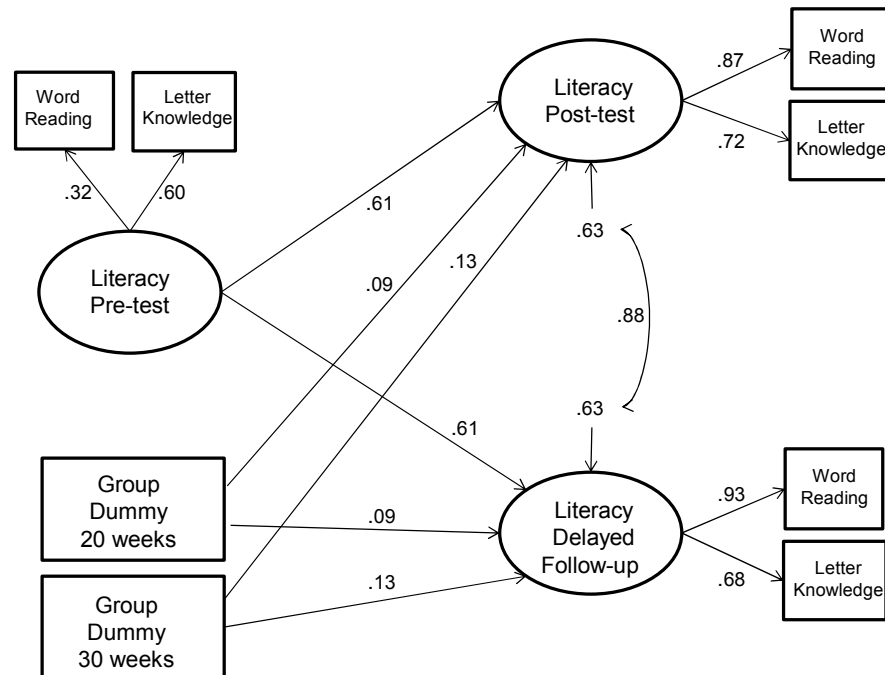 Word
Reading
Letter
Knowledge
.32
.60
Literacy
Pre-test
Literacy
Post-test
.87
.72
Word
Reading
Letter
Knowledge
.61
.09
.13
.63
.88
.63
.61
Group
Dummy
20 weeks
.09
Group
Dummy
30 weeks
.13
Literacy
Delayed
Follow-up
.93
.68
Word
Reading
Letter
Knowledge